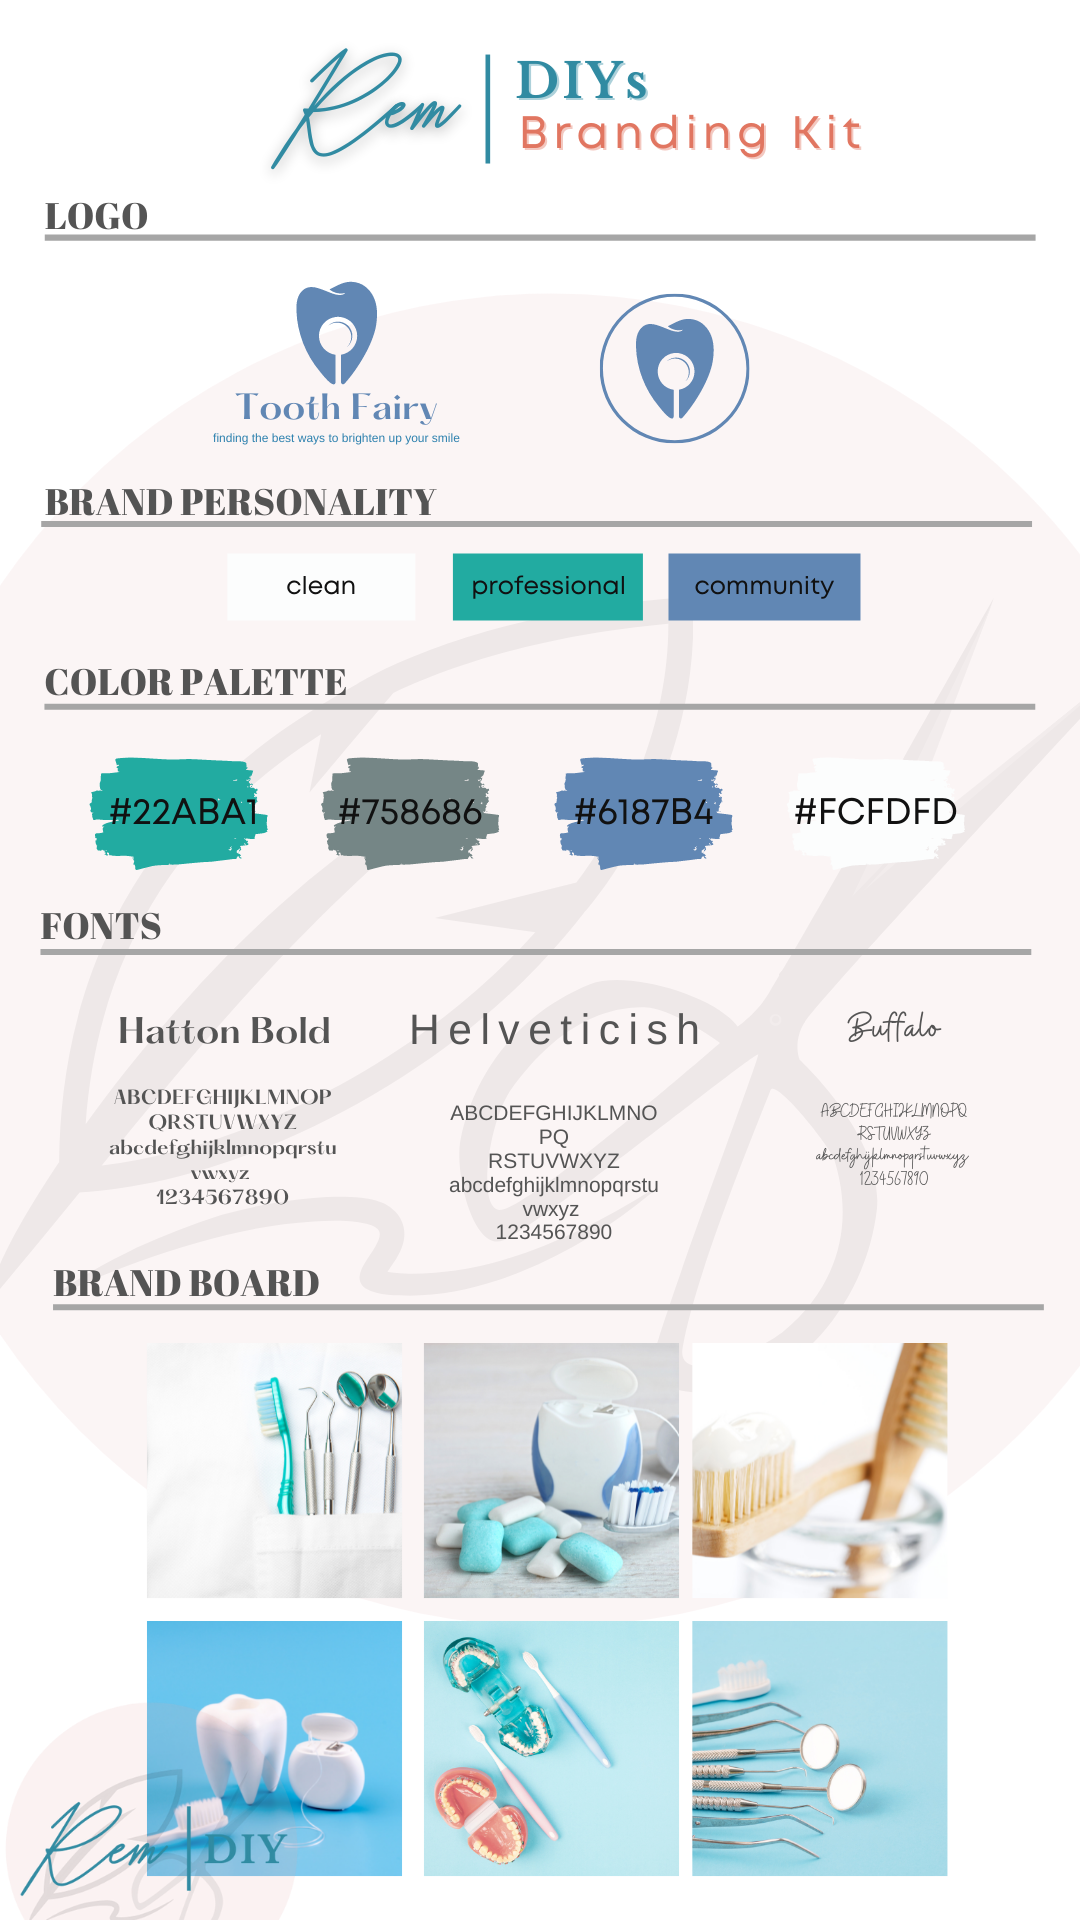 Rem
DIYs
Branding Kit
LOGO
Tooth Fairy
finding the best ways to brighten up your smile
BRAND PERSONALITY
clean
professional
community
COLOR PALETTE
#22ABA1
#758686
#6187B4
#FCFDFD
FONTS
Hatton Bold
ABCDEFGHIJKLMNOP
QRSTUVWXYZ
abcdefghijklmnopqrstu
vwxyz
1234567890
Helveticish
ABCDEFGHIJKLMNO
PQ
RSTUVWXYZ
abcdefghijklmnopqrstu
vwxyz
1234567890
Buffalo
ABCDEFGHIJKLMNOPQ
RSTUVWXYZ
abcdefghijklmnopqrstuvwxyz
1234567890
BRAND BOARD
Rem
DIY